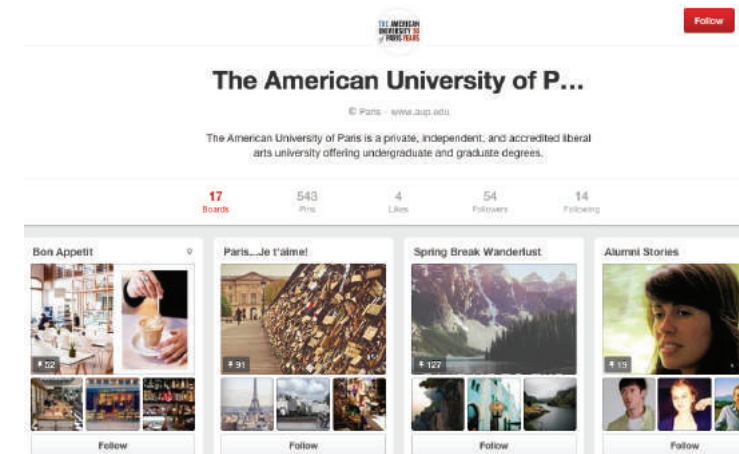 THE AMERICAN
UNIVERSITY 50
of PARIS YEARS
Follow
The American University of P...
Paris - www.aup.edu
The American University of Paris is a private, independent, and accredited liberal
arts university offering undergraduate and graduate degrees.
17 543 4 54 14
Boards Pins Likes Followers Following
Bon Appetit Paris...Je t'aime! Spring Break Wanderlust Alumni Stories
52 91 127 19
Follow Follow Follow Follow